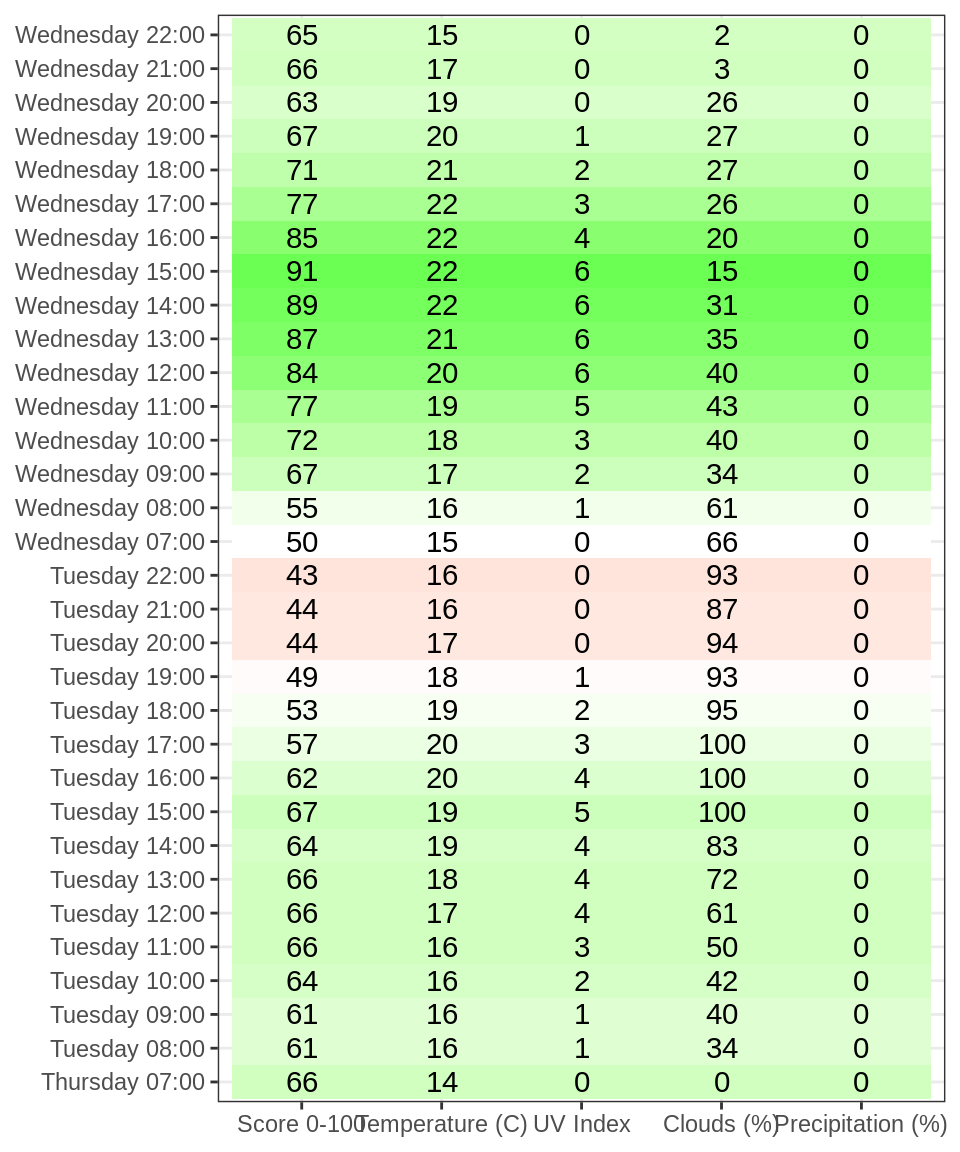 Wednesday 22:00 65 15 0 2 0
Wednesday 21:00 66 17 0 3 0
Wednesday 20:00 63 19 0 26 0
Wednesday 19:00 67 20 1 27 0
Wednesday 18:00 71 21 2 27 0
Wednesday 17:00 77 22 3 26 0
Wednesday 16:00 85 22 4 20 0
Wednesday 15:00 91 22 6 15 0
Wednesday 14:00 89 22 6 31 0
Wednesday 13:00 87 21 6 35 0
Wednesday 12:00 84 20 6 40 0
Wednesday 11:00 77 19 5 43 0
Wednesday 10:00 72 18 3 40 0
Wednesday 09:00 67 17 2 34 0
Wednesday 08:00 55 16 1 61 0
Wednesday 07:00 50 15 0 66 0
Tuesday 22:00 43 16 0 93 0
Tuesday 21:00 44 16 0 87 0
Tuesday 20:00 44 17 0 94 0
Tuesday 19:00 49 18 1 93 0
Tuesday 18:00 53 19 2 95 0
Tuesday 17:00 57 20 3 100 0
Tuesday 16:00 62 20 4 100 0
Tuesday 15:00 67 19 5 100 0
Tuesday 14:00 64 19 4 83 0
Tuesday 13:00 66 18 4 72 0
Tuesday 12:00 66 17 4 61 0
Tuesday 11:00 66 16 3 50 0
Tuesday 10:00 64 16 2 42 0
Tuesday 09:00 61 16 1 40 0
Tuesday 08:00 61 16 1 34 0
Thursday 07:00 66 14 0 0 0
Score 0-100 Temperature (C) UV Index Clouds (%) Precipitation (%)